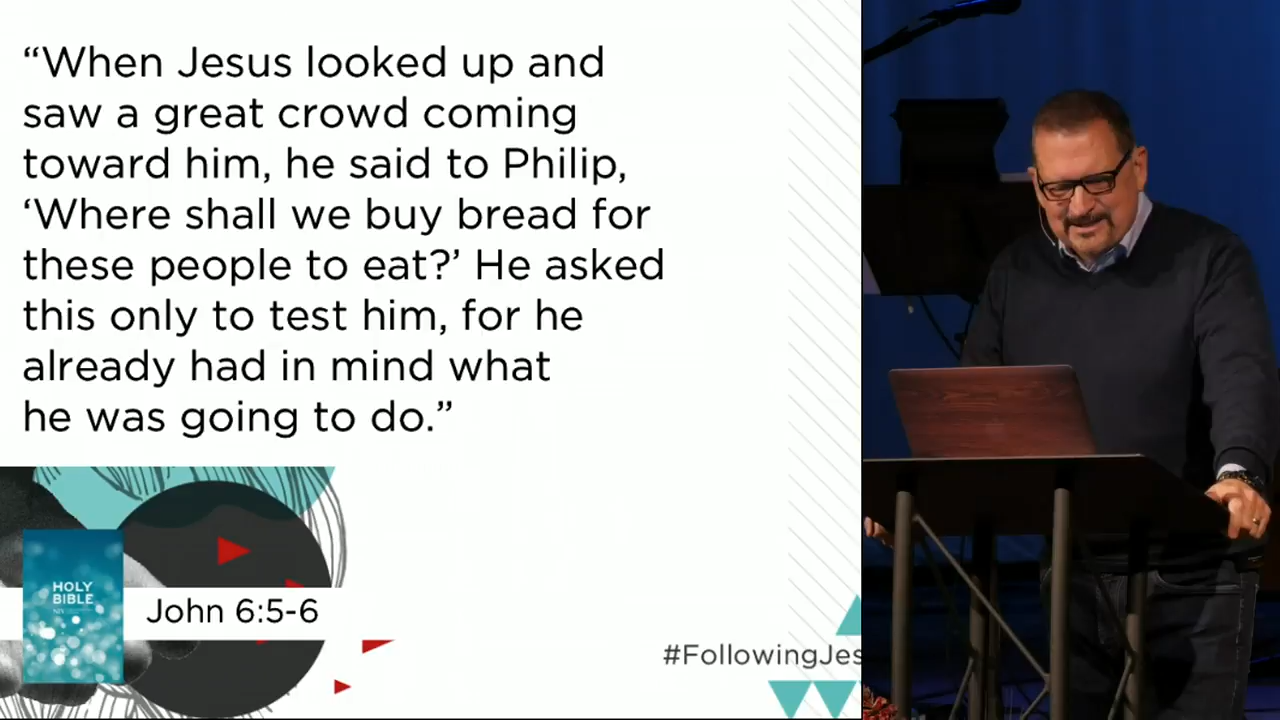 “When Jesus looked up and
saw a great crowd coming
toward him, he said to Philip,
‘Where shall we buy bread for
these people to eat?’ He asked
this only to test him, for he
already had in mind what
he was going to do.”
HOLY
BIBLE
NIV
John 6:5-6
#FollowingJes